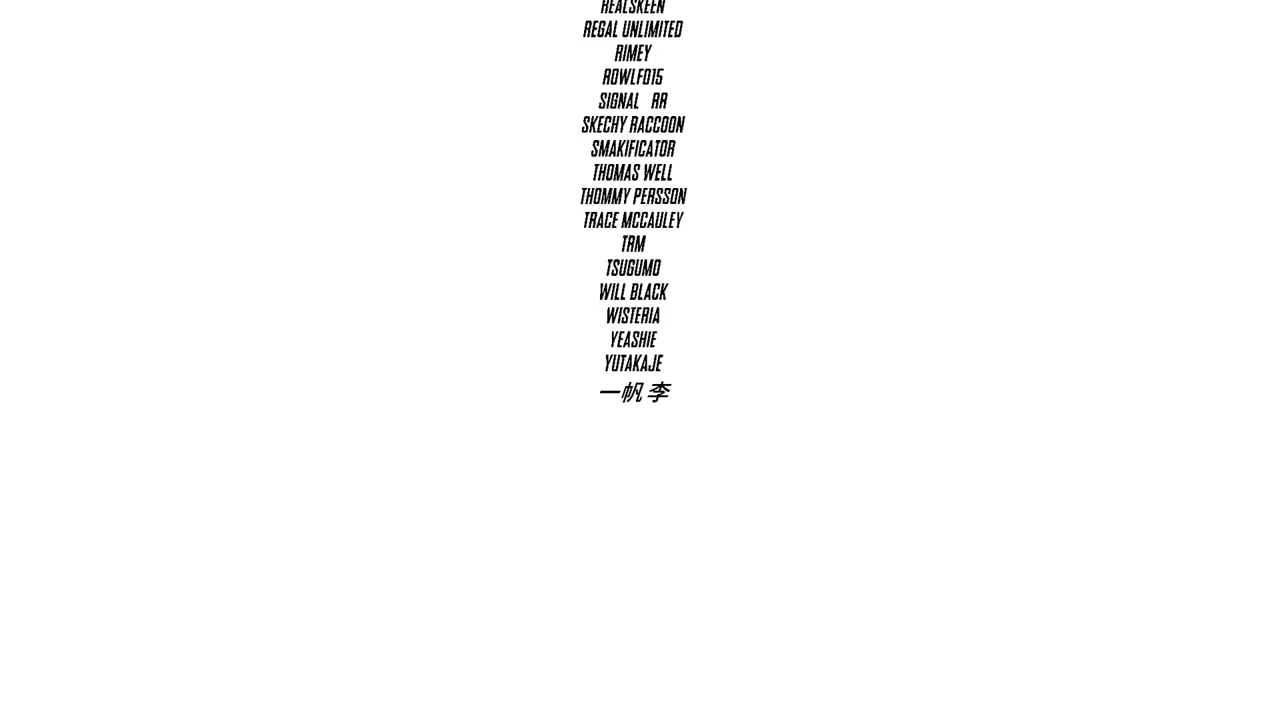 REALSKEEN
REGAL UNLIMITED
RIMEY
ROWLF015
SIGNAL   RR
SKECHY RACCOON
SMAKIFICATOR
THOMAS WELL
THOMMY PERSSON
TRACE MCCAULEY
TRM
TSUGUMO
WILL BLACK
WISTERIA
YEASHIE
YUTAKAJE
一帆 李